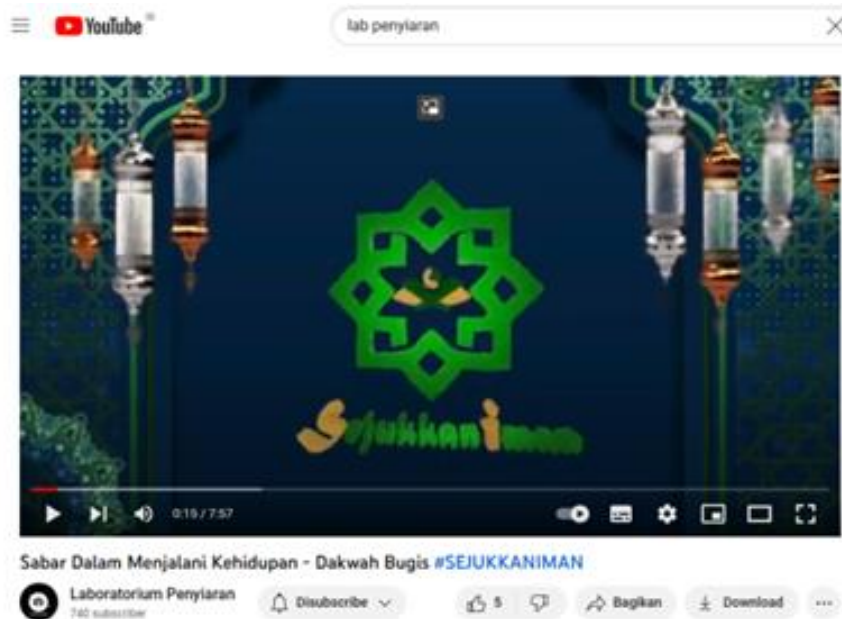 YouTube
lab penyiaran
SejukkanIman
0:15 / 7:57
Sabar Dalam Menjalani Kehidupan - Dakwah Bugis #SEJUKKANIMAN
Laboratorium Penyiaran
740 subscriber
Disubscribe
5
Bagikan
Download